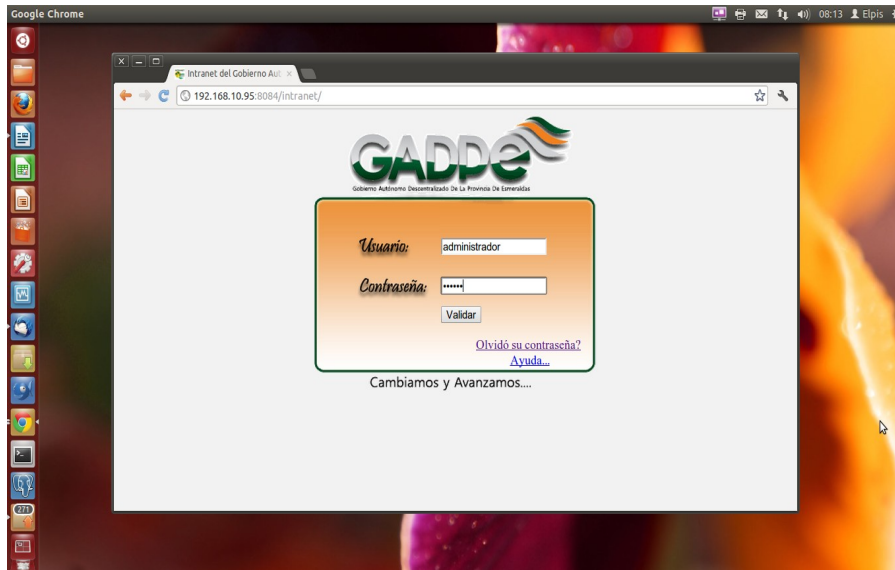 Google Chrome
08:13 Elpis
Intranet del Gobierno Aut
192.168.10.95:8084/intranet/
GADPE
Gobierno Autónomo Descentralizado De La Provincia De Esmeraldas
Usuario: administrador
Contraseña: ••••••
Validar
Olvidó su contraseña?
Ayuda...
Cambiamos y Avanzamos....
271